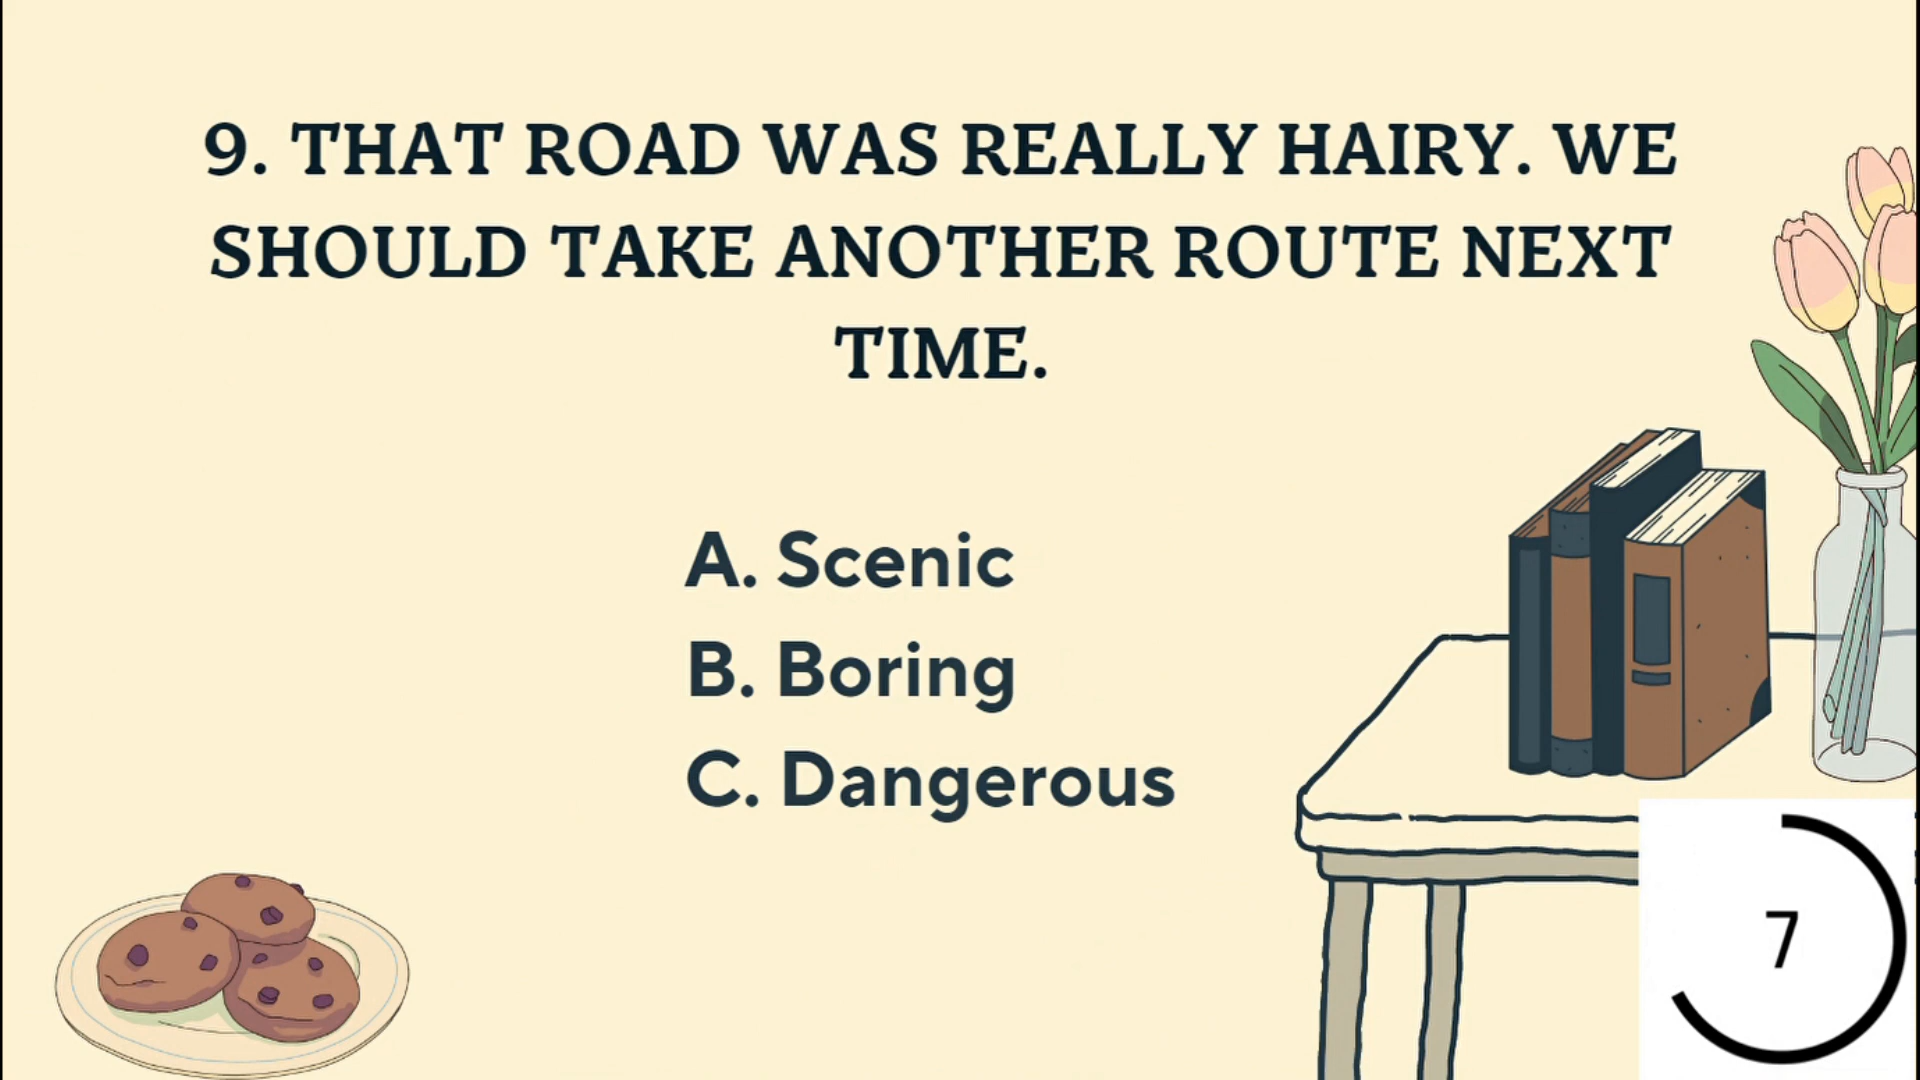 9. THAT ROAD WAS REALLY HAIRY. WE
SHOULD TAKE ANOTHER ROUTE NEXT
TIME.
A. Scenic
B. Boring
C. Dangerous
7